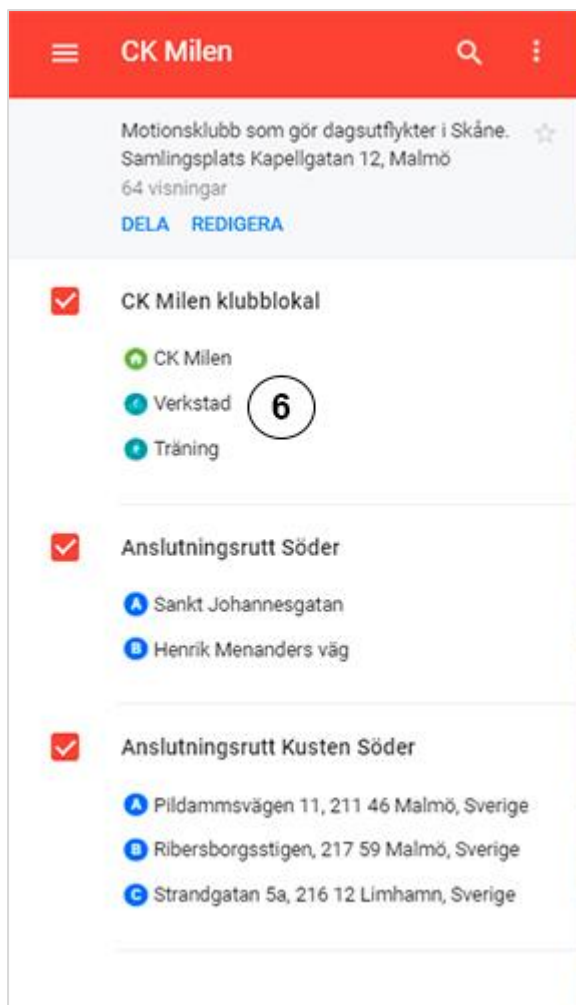 CK Milen
Motionsklubb som gör dagsutflykter i Skåne.
Samlingsplats Kapellgatan 12, Malmö
64 visningar
DELA REDIGERA
CK Milen klubblokal
CK Milen
Verkstad
6
Träning
Anslutningsrutt Söder
A Sankt Johannesgatan
B Henrik Menanders väg
Anslutningsrutt Kusten Söder
A Pildammsvägen 11, 211 46 Malmö, Sverige
B Ribersborgsstigen, 217 59 Malmö, Sverige
C Strandgatan 5a, 216 12 Limhamn, Sverige